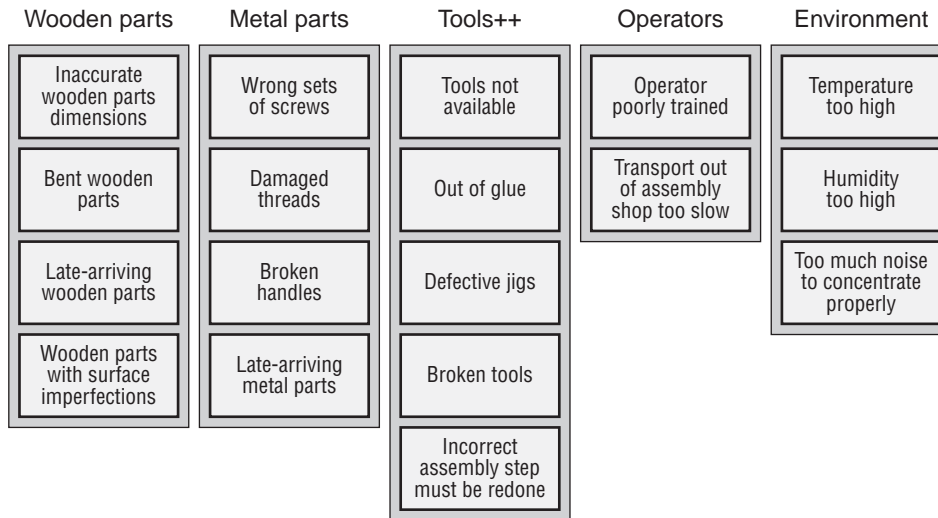 Wooden parts
Inaccurate
wooden parts
dimensions
Bent wooden
parts
Late-arriving
wooden parts
Wooden parts
with surface
imperfections
Metal parts
Wrong sets
of screws
Damaged
threads
Broken
handles
Late-arriving
metal parts
Tools++
Tools not
available
Out of glue
Defective jigs
Broken tools
Incorrect
assembly step
must be redone
Operators
Operator
poorly trained
Transport out
of assembly
shop too slow
Environment
Temperature
too high
Humidity
too high
Too much noise
to concentrate
properly